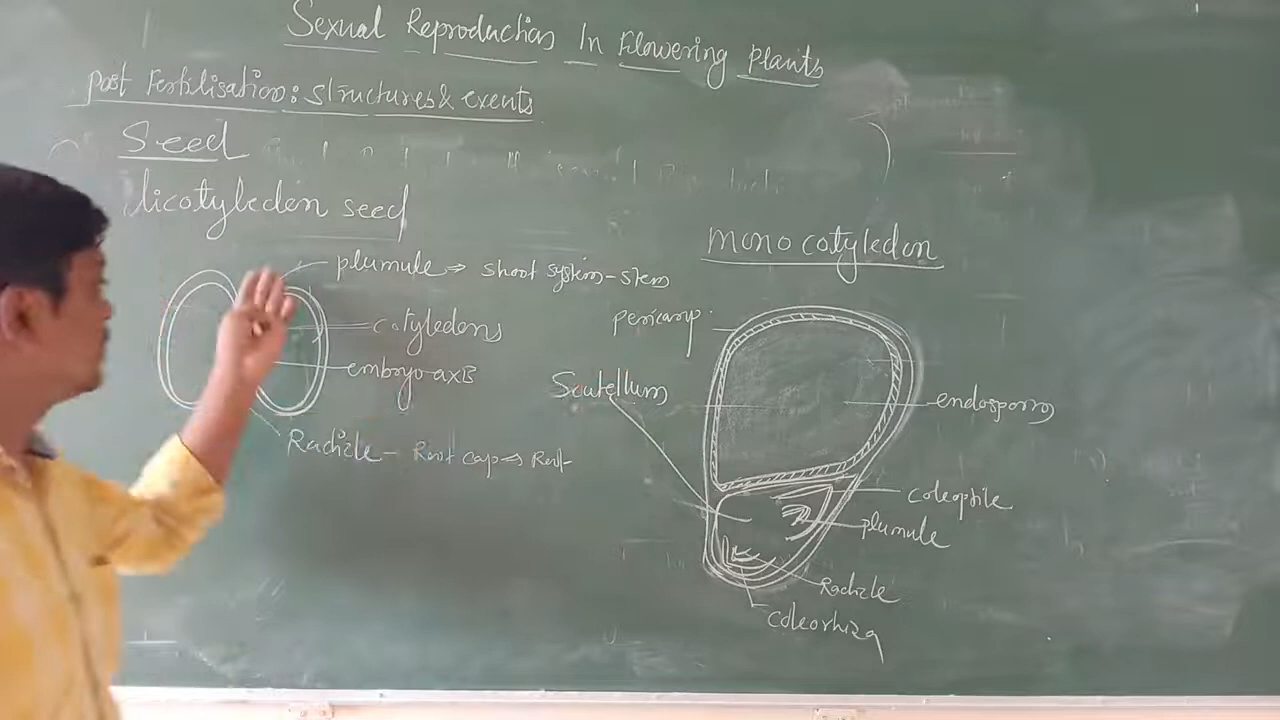 Sexual Reproduction In Flowering Plants
Post Fertilisation: structures & events
Seed
dicotyledon seed
plumule ⇒ shoot system - stem
cotyledons
embryo axis
Radicle - Root cap ⇒ Root
mono cotyledon
pericarp
Scutellum
endosperm
coleoptile
plumule
Radicle
Coleorhiza